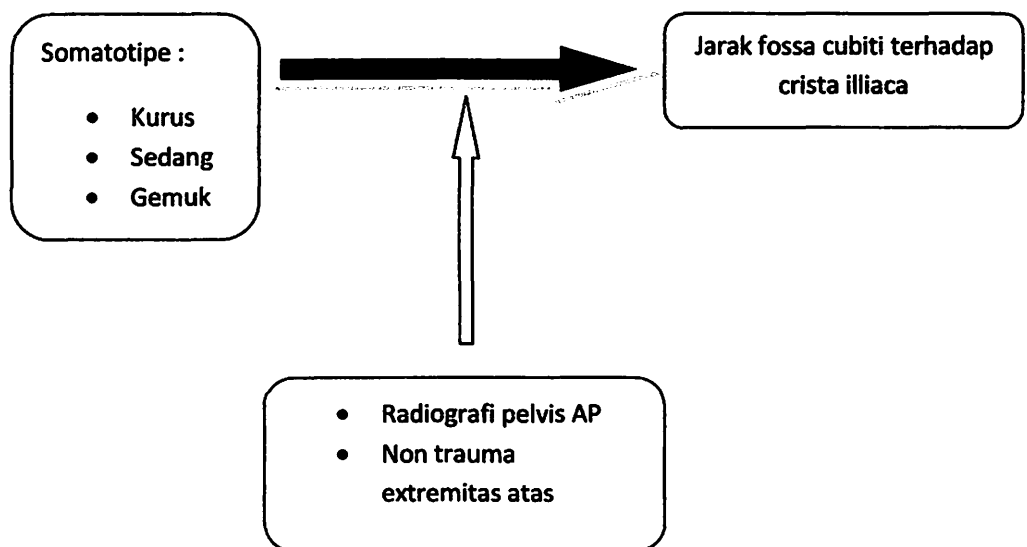 Somatotipe :
• Kurus
• Sedang
• Gemuk
Jarak fossa cubiti terhadap
crista illiaca
• Radiografi pelvis AP
• Non trauma
extremitas atas